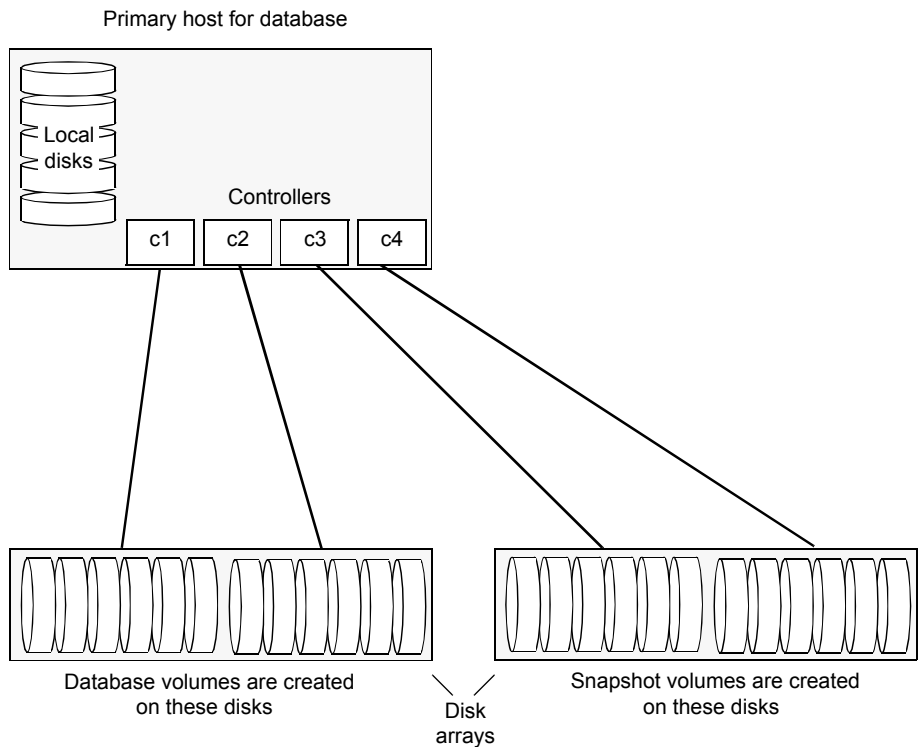 Primary host for database
Local
disks
Controllers
c1
c2
c3
c4
Database volumes are created
on these disks
Disk
arrays
Snapshot volumes are created
on these disks